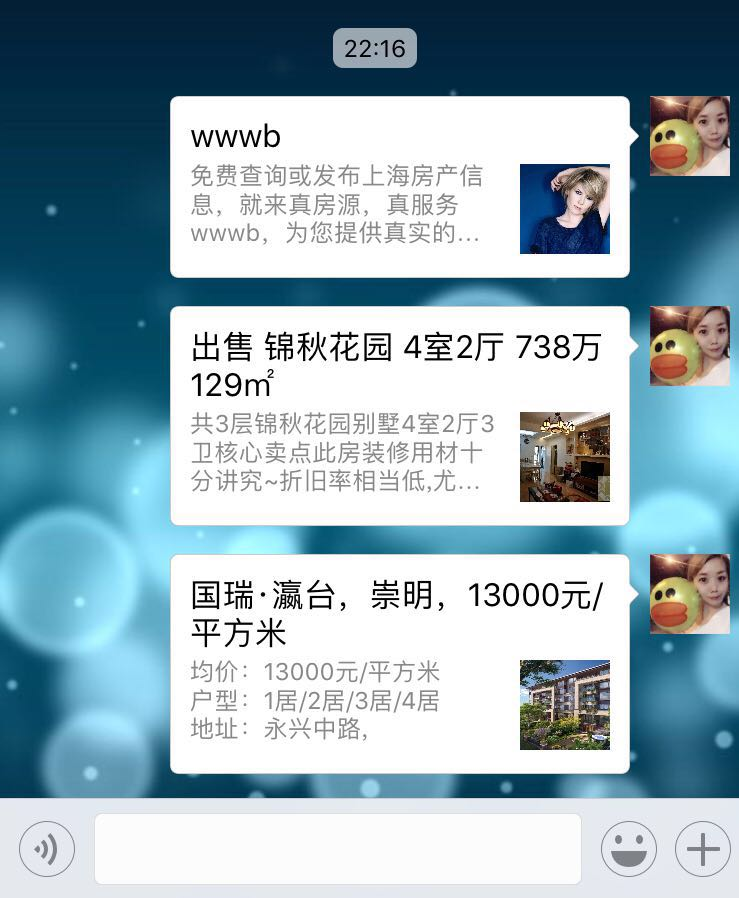 22:16
wwwb
免费查询或发布上海房产信
息，就来真房源，真服务
wwwb，为您提供真实的...
出售 锦秋花园 4室2厅 738万
129㎡
共3层锦秋花园别墅4室2厅3
卫核心卖点此房装修用材十
分讲究~折旧率相当低,尤...
国瑞·瀛台，崇明，13000元/
平方米
均价：13000元/平方米
户型：1居/2居/3居/4居
地址：永兴中路,